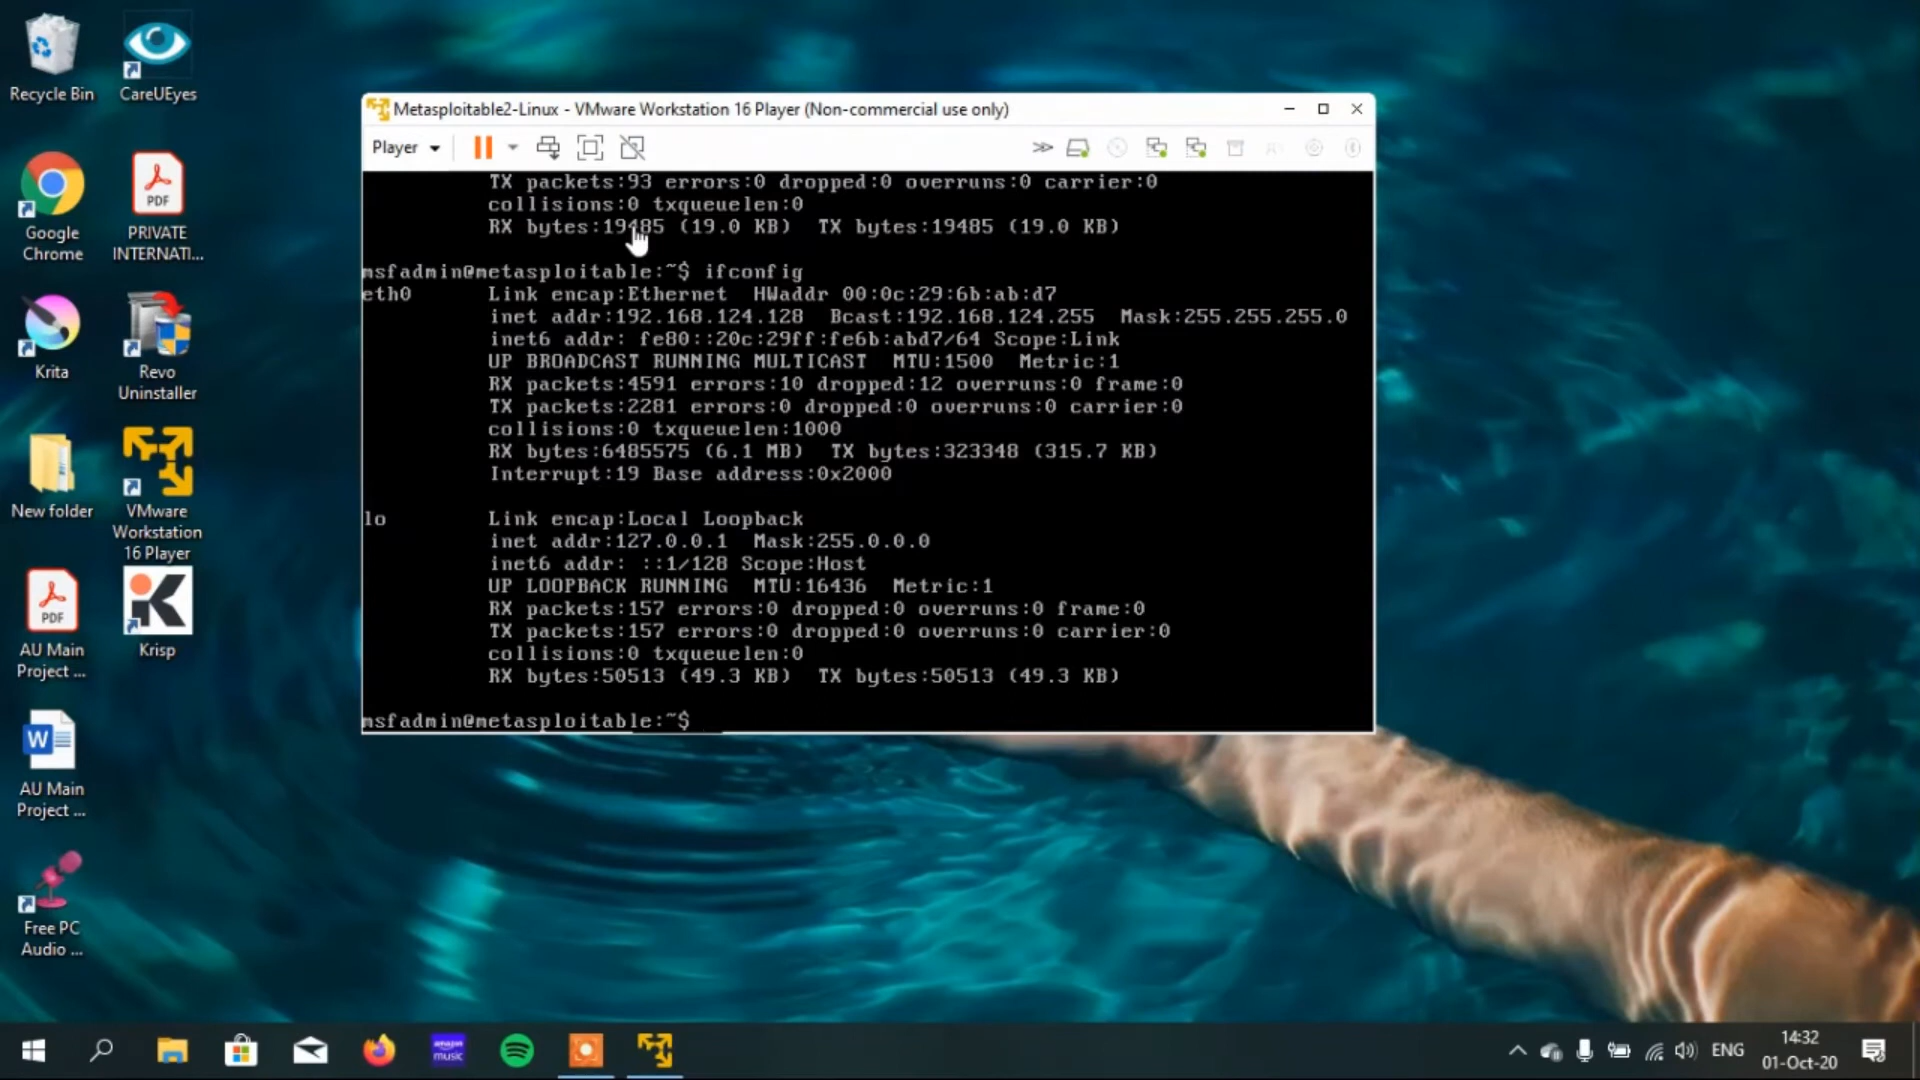 Recycle Bin
CareUEyes
Google
Chrome
PDF
PRIVATE
INTERNATI...
Krita
Revo
Uninstaller
New folder
VMware
Workstation
16 Player
PDF
AU Main
Project ...
Krisp
W
AU Main
Project ...
Free PC
Audio ...
Metasploitable2-Linux - VMware Workstation 16 Player (Non-commercial use only)
Player
TX packets:93 errors:0 dropped:0 overruns:0 carrier:0
collisions:0 txqueuelen:0
RX bytes:19485 (19.0 KB)  TX bytes:19485 (19.0 KB)
msfadmin@metasploitable:~$ ifconfig
eth0 Link encap:Ethernet  HWaddr 00:0c:29:6b:ab:d7
inet addr:192.168.124.128  Bcast:192.168.124.255  Mask:255.255.255.0
inet6 addr: fe80::20c:29ff:fe6b:abd7/64 Scope:Link
UP BROADCAST RUNNING MULTICAST  MTU:1500  Metric:1
RX packets:4591 errors:10 dropped:12 overruns:0 frame:0
TX packets:2281 errors:0 dropped:0 overruns:0 carrier:0
collisions:0 txqueuelen:1000
RX bytes:6485575 (6.1 MB)  TX bytes:323348 (315.7 KB)
Interrupt:19 Base address:0x2000
lo Link encap:Local Loopback
inet addr:127.0.0.1  Mask:255.0.0.0
inet6 addr: ::1/128 Scope:Host
UP LOOPBACK RUNNING  MTU:16436  Metric:1
RX packets:157 errors:0 dropped:0 overruns:0 frame:0
TX packets:157 errors:0 dropped:0 overruns:0 carrier:0
collisions:0 txqueuelen:0
RX bytes:50513 (49.3 KB)  TX bytes:50513 (49.3 KB)
msfadmin@metasploitable:~$
amazon
music
ENG
14:32
01-Oct-20